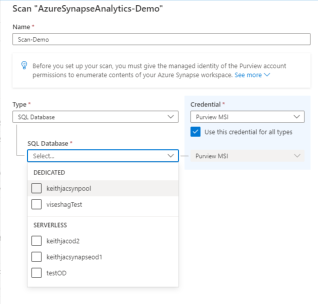 Scan "AzureSynapseAnalytics-Demo"
Name *
Scan-Demo
Before you set up your scan, you must give the managed identity of the Purview account
permissions to enumerate contents of your Azure Synapse workspace. See more
Type *
SQL Database
Credential *
Purview MSI
Use this credential for all types
SQL Database *
Select...
Purview MSI
DEDICATED
keithjacsynpool
viseshagTest
SERVERLESS
keithjacod2
keithjacsynapseod1
testOD